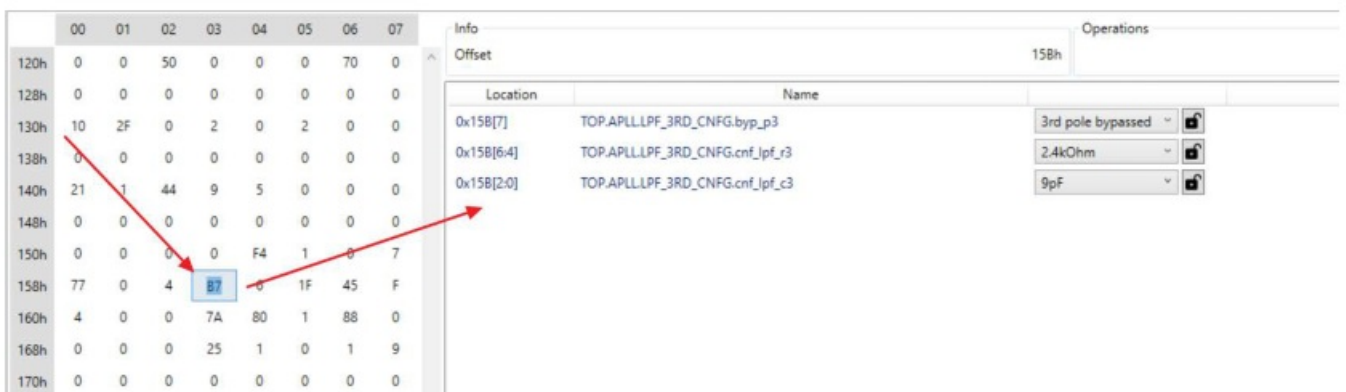 00 01 02 03 04 05 06 07
120h 0 0 50 0 0 0 70 0
128h 0 0 0 0 0 0 0 0
130h 10 2F 0 2 0 2 0 0
138h 0 0 0 0 0 0 0 0
140h 21 1 44 9 5 0 0 0
148h 0 0 0 0 0 0 0 0
150h 0 0 0 0 F4 1 0 7
158h 77 0 4 B7 6 1F 45 F
160h 4 0 0 7A 80 1 88 0
168h 0 0 0 25 1 0 1 9
170h 0 0 0 0 0 0 0 0
Info
Offset 15Bh
Operations
Location Name
0x15B[7] TOP.APLL.LPF_3RD_CNFG.byp_p3 3rd pole bypassed
0x15B[6:4] TOP.APLL.LPF_3RD_CNFG.cnf_lpf_r3 2.4kOhm
0x15B[2:0] TOP.APLL.LPF_3RD_CNFG.cnf_lpf_c3 9pF